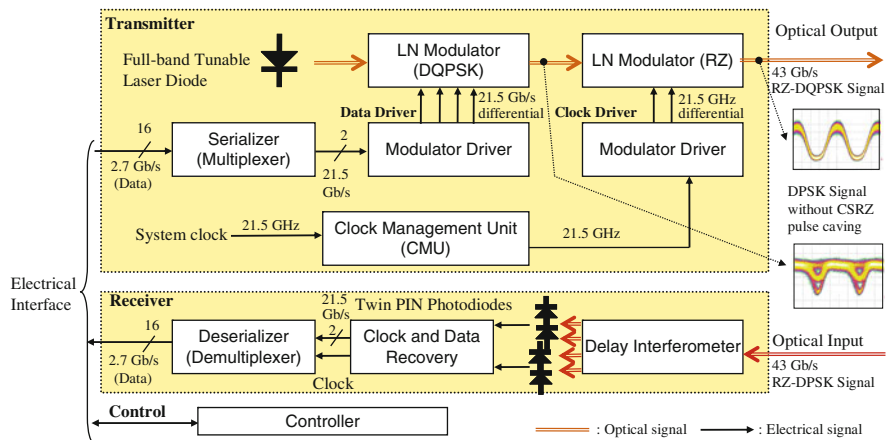 Transmitter
Full-band Tunable
Laser Diode
LN Modulator
(DQPSK)
LN Modulator (RZ)
Optical Output
43 Gb/s
RZ-DQPSK Signal
Data Driver
21.5 Gb/s
differential
Clock Driver
21.5 GHz
differential
16
2.7 Gb/s
(Data)
Serializer
(Multiplexer)
2
21.5
Gb/s
Modulator Driver
Modulator Driver
DPSK Signal
without CSRZ
pulse caving
System clock
21.5 GHz
Clock Management Unit
(CMU)
21.5 GHz
Electrical
Interface
Receiver
16
2.7 Gb/s
(Data)
Deserializer
(Demultiplexer)
21.5
Gb/s
2
Clock
Clock and Data
Recovery
Twin PIN Photodiodes
Delay Interferometer
Optical Input
43 Gb/s
RZ-DPSK Signal
Control
Controller
: Optical signal
: Electrical signal